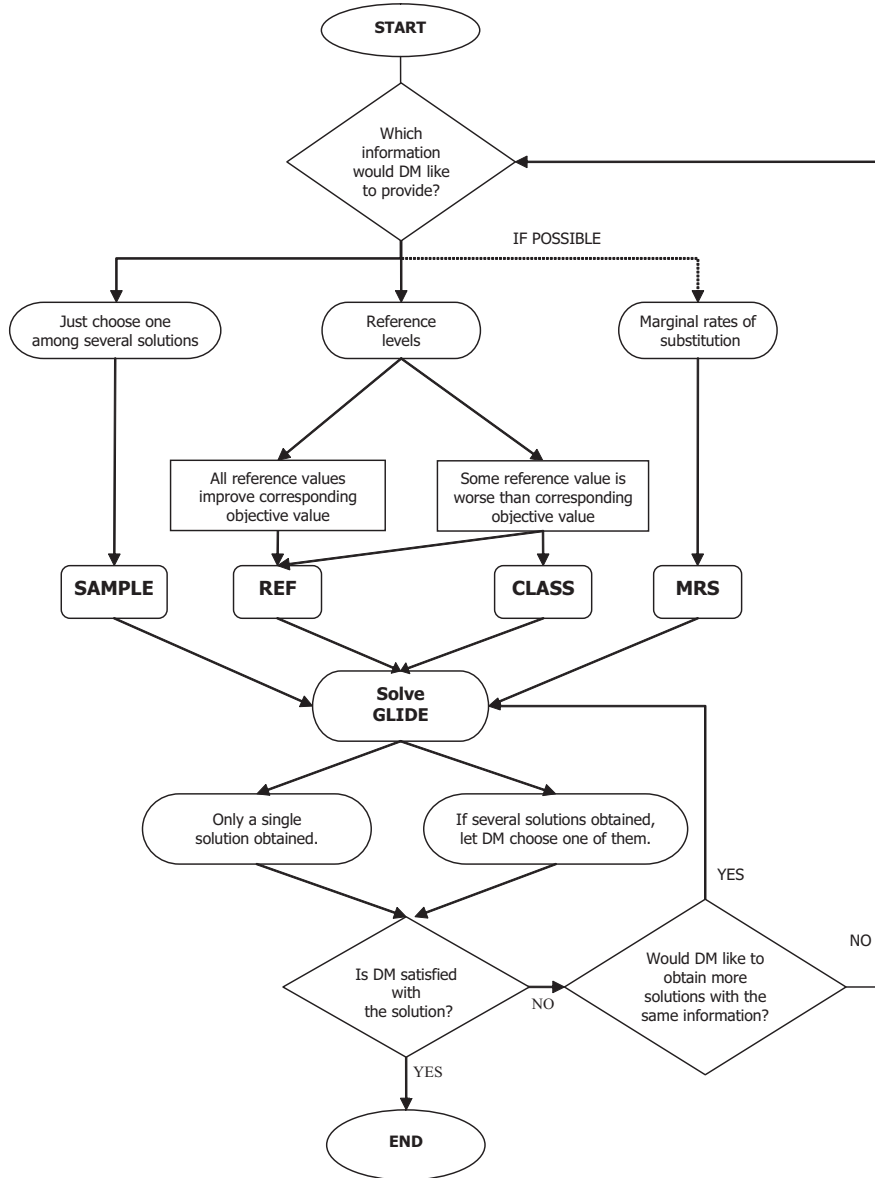 START
Which
information
would DM like
to provide?
IF POSSIBLE
Just choose one
among several solutions
Reference
levels
Marginal rates of
substitution
All reference values
improve corresponding
objective value
Some reference value is
worse than corresponding
objective value
SAMPLE
REF
CLASS
MRS
Solve
GLIDE
Only a single
solution obtained.
If several solutions obtained,
let DM choose one of them.
YES
NO
Is DM satisfied
with
the solution?
NO
Would DM like to
obtain more
solutions with the
same information?
YES
END